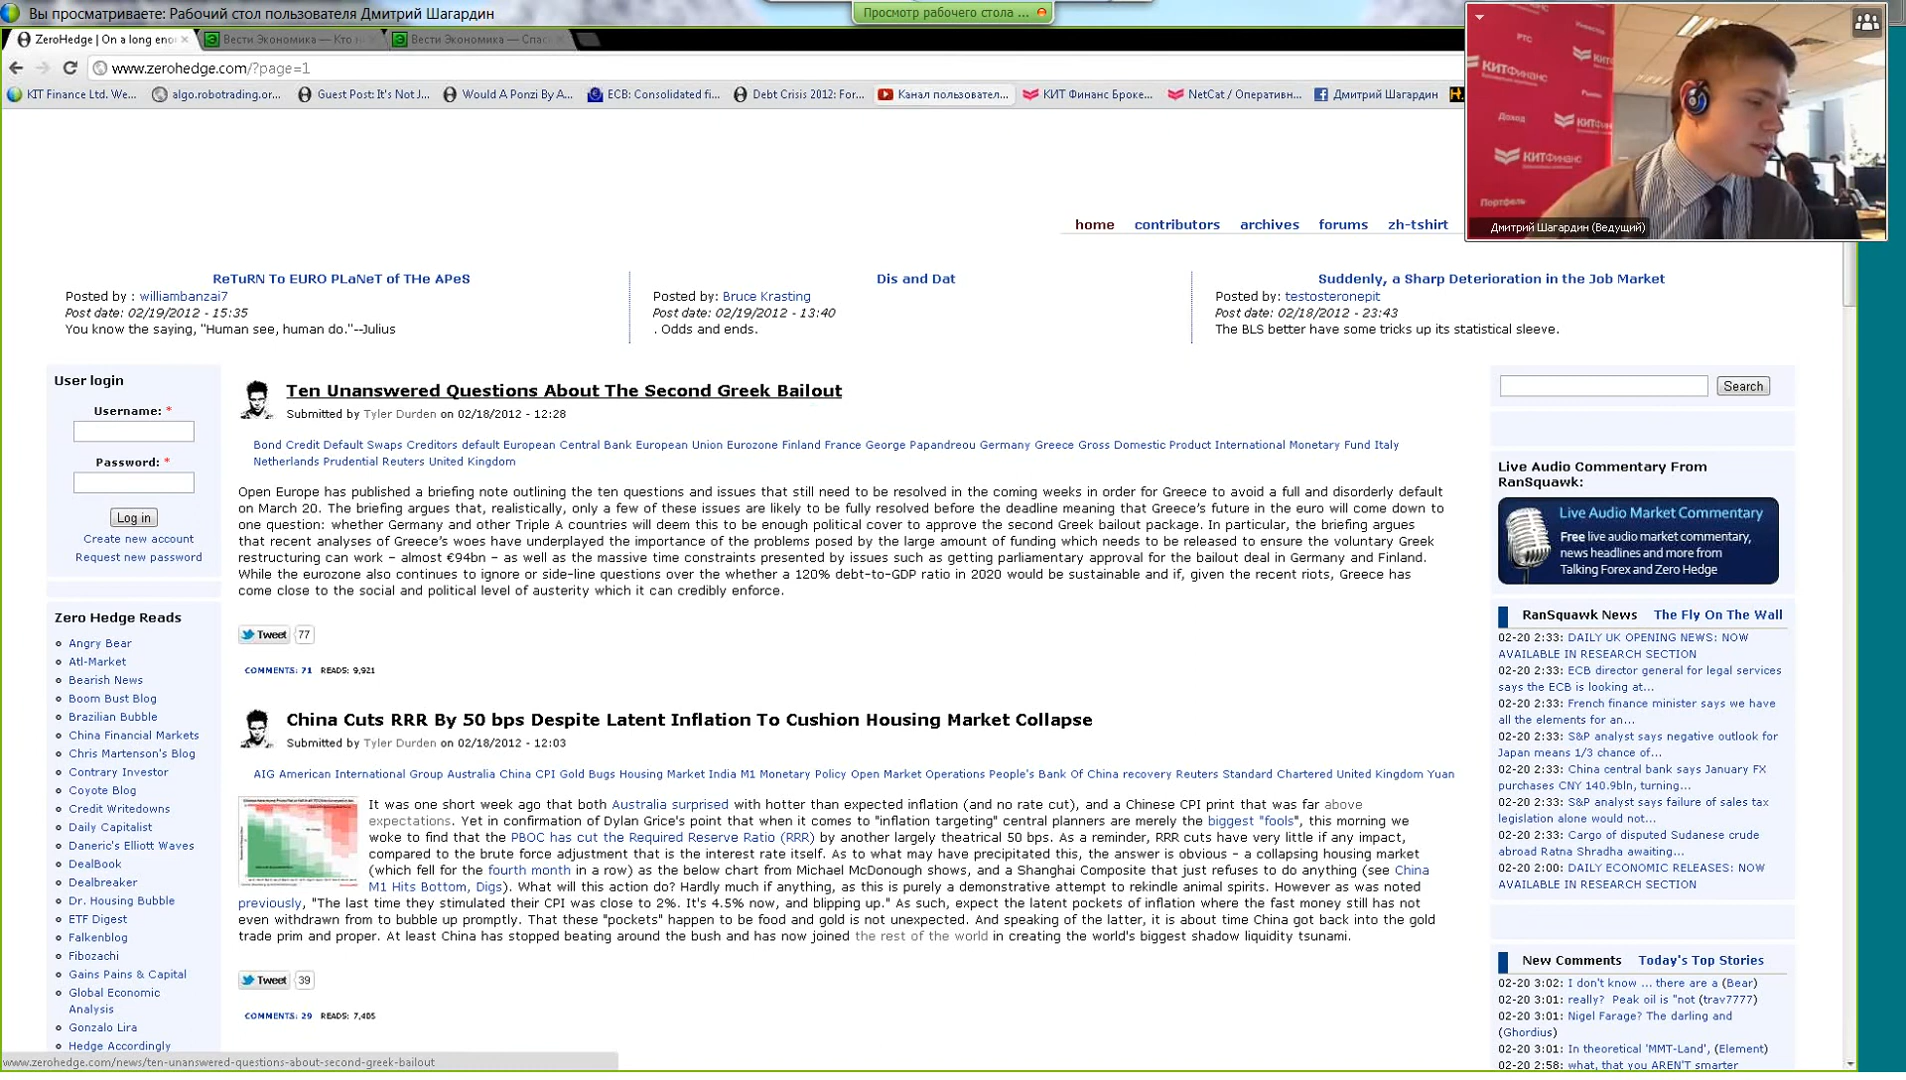 Вы просматриваете: Рабочий стол пользователя Дмитрий Шагардин
Просмотр рабочего стола ...
ZeroHedge | On a long eno
Вести Экономика — Кто н
Вести Экономика — Спас
www.zerohedge.com/?page=1
KIT Finance Ltd. We...
algo.robotrading.or...
Guest Post: It's Not J...
Would A Ponzi By A...
ECB: Consolidated fi...
Debt Crisis 2012: For...
Канал пользовател...
КИТ Финанс Броке...
NetCat / Оперативн...
Дмитрий Шагардин
РТС
КИТФинанс
Доход
КИТФинанс
КИТФинанс
Портфель
Дмитрий Шагардин (Ведущий)
home
contributors
archives
forums
zh-tshirt
ReTuRN To EURO PLaNeT of THe APeS
Posted by : williambanzai7
Post date: 02/19/2012 - 15:35
You know the saying, "Human see, human do."--Julius
Dis and Dat
Posted by: Bruce Krasting
Post date: 02/19/2012 - 13:40
. Odds and ends.
Suddenly, a Sharp Deterioration in the Job Market
Posted by: testosteronepit
Post date: 02/18/2012 - 23:43
The BLS better have some tricks up its statistical sleeve.
User login
Username: *
Password: *
Log in
Create new account
Request new password
Zero Hedge Reads
Angry Bear
Atl-Market
Bearish News
Boom Bust Blog
Brazilian Bubble
China Financial Markets
Chris Martenson's Blog
Contrary Investor
Coyote Blog
Credit Writedowns
Daily Capitalist
Daneric's Elliott Waves
DealBook
Dealbreaker
Dr. Housing Bubble
ETF Digest
Falkenblog
Fibozachi
Gains Pains & Capital
Global Economic
Analysis
Gonzalo Lira
Hedge Accordingly
Ten Unanswered Questions About The Second Greek Bailout
Submitted by Tyler Durden on 02/18/2012 - 12:28
Bond Credit Default Swaps Creditors default European Central Bank European Union Eurozone Finland France George Papandreou Germany Greece Gross Domestic Product International Monetary Fund Italy
Netherlands Prudential Reuters United Kingdom
Open Europe has published a briefing note outlining the ten questions and issues that still need to be resolved in the coming weeks in order for Greece to avoid a full and disorderly default
on March 20. The briefing argues that, realistically, only a few of these issues are likely to be fully resolved before the deadline meaning that Greece's future in the euro will come down to
one question: whether Germany and other Triple A countries will deem this to be enough political cover to approve the second Greek bailout package. In particular, the briefing argues
that recent analyses of Greece's woes have underplayed the importance of the problems posed by the large amount of funding which needs to be released to ensure the voluntary Greek
restructuring can work – almost €94bn – as well as the massive time constraints presented by issues such as getting parliamentary approval for the bailout deal in Germany and Finland.
While the eurozone also continues to ignore or side-line questions over the whether a 120% debt-to-GDP ratio in 2020 would be sustainable and if, given the recent riots, Greece has
come close to the social and political level of austerity which it can credibly enforce.
Tweet 77
COMMENTS: 71 READS: 9,921
China Cuts RRR By 50 bps Despite Latent Inflation To Cushion Housing Market Collapse
Submitted by Tyler Durden on 02/18/2012 - 12:03
AIG American International Group Australia China CPI Gold Bugs Housing Market India M1 Monetary Policy Open Market Operations People's Bank Of China recovery Reuters Standard Chartered United Kingdom Yuan
It was one short week ago that both Australia surprised with hotter than expected inflation (and no rate cut), and a Chinese CPI print that was far above
expectations. Yet in confirmation of Dylan Grice's point that when it comes to "inflation targeting" central planners are merely the biggest "fools", this morning we
woke to find that the PBOC has cut the Required Reserve Ratio (RRR) by another largely theatrical 50 bps. As a reminder, RRR cuts have very little if any impact,
compared to the brute force adjustment that is the interest rate itself. As to what may have precipitated this, the answer is obvious – a collapsing housing market
(which fell for the fourth month in a row) as the below chart from Michael McDonough shows, and a Shanghai Composite that just refuses to do anything (see China
M1 Hits Bottom, Digs). What will this action do? Hardly much if anything, as this is purely a demonstrative attempt to rekindle animal spirits. However as was noted
previously, "The last time they stimulated their CPI was close to 2%. It's 4.5% now, and blipping up." As such, expect the latent pockets of inflation where the fast money still has not
even withdrawn from to bubble up promptly. That these "pockets" happen to be food and gold is not unexpected. And speaking of the latter, it is about time China got back into the gold
trade prim and proper. At least China has stopped beating around the bush and has now joined the rest of the world in creating the world's biggest shadow liquidity tsunami.
Tweet 39
COMMENTS: 29 READS: 7,405
Search
Live Audio Commentary From
RanSquawk:
Live Audio Market Commentary
Free live audio market commentary,
news headlines and more from
Talking Forex and Zero Hedge
RanSquawk News The Fly On The Wall
02-20 2:33: DAILY UK OPENING NEWS: NOW
AVAILABLE IN RESEARCH SECTION
02-20 2:33: ECB director general for legal services
says the ECB is looking at...
02-20 2:33: French finance minister says we have
all the elements for an...
02-20 2:33: S&P analyst says negative outlook for
Japan means 1/3 chance of...
02-20 2:33: China central bank says January FX
purchases CNY 140.9bln, turning...
02-20 2:33: S&P analyst says failure of sales tax
legislation alone would not...
02-20 2:33: Cargo of disputed Sudanese crude
abroad Ratna Shradha awaiting...
02-20 2:00: DAILY ECONOMIC RELEASES: NOW
AVAILABLE IN RESEARCH SECTION
New Comments Today's Top Stories
02-20 3:02: I don't know ... there are a (Bear)
02-20 3:01: really? Peak oil is "not (trav7777)
02-20 3:01: Nigel Farage? The darling and
(Ghordius)
02-20 3:01: In theoretical 'MMT-Land', (Element)
02-20 2:58: what, that you AREN'T smarter
www.zerohedge.com/news/ten-unanswered-questions-about-second-greek-bailout